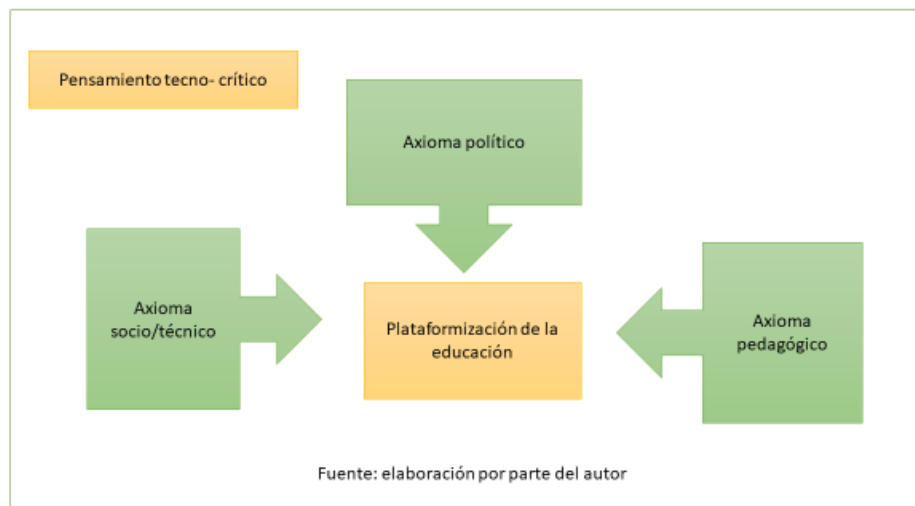 Pensamiento tecno- crítico
Axioma político
Axioma
socio/técnico
Plataformización de la
educación
Axioma
pedagógico
Fuente: elaboración por parte del autor